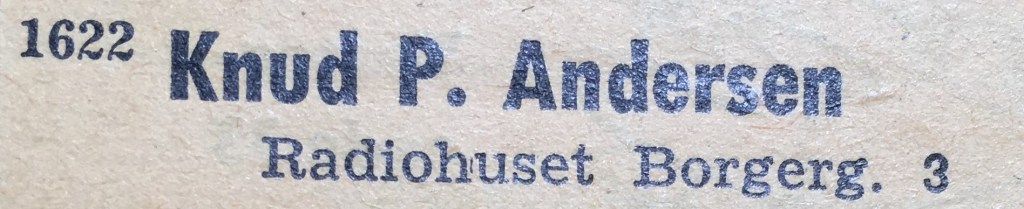 1622 Knud P. Andersen
Radiohuset Borgerg. 3